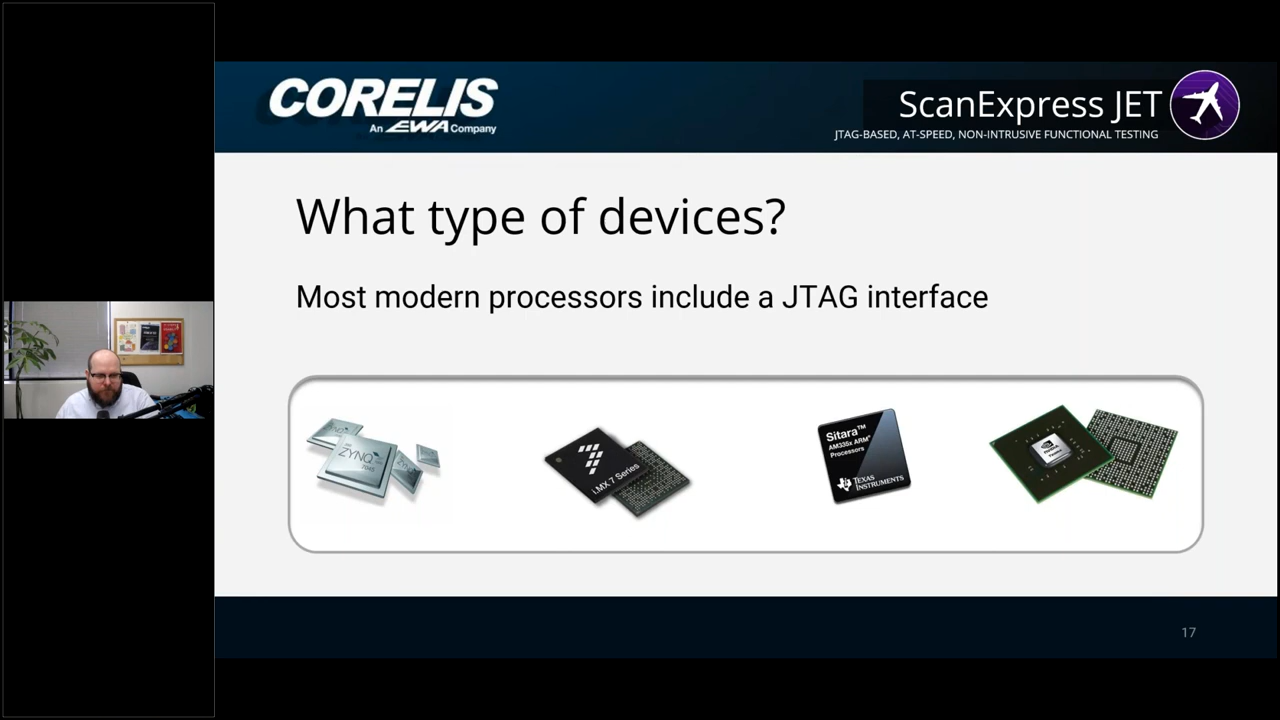 CORELIS
An EWA Company
ScanExpress JET
JTAG-BASED, AT-SPEED, NON-INTRUSIVE FUNCTIONAL TESTING
What type of devices?
Most modern processors include a JTAG interface
ZYNQ
i.MX 7 Series
Sitara™
AM335x ARM®
Processors
TEXAS
INSTRUMENTS
17